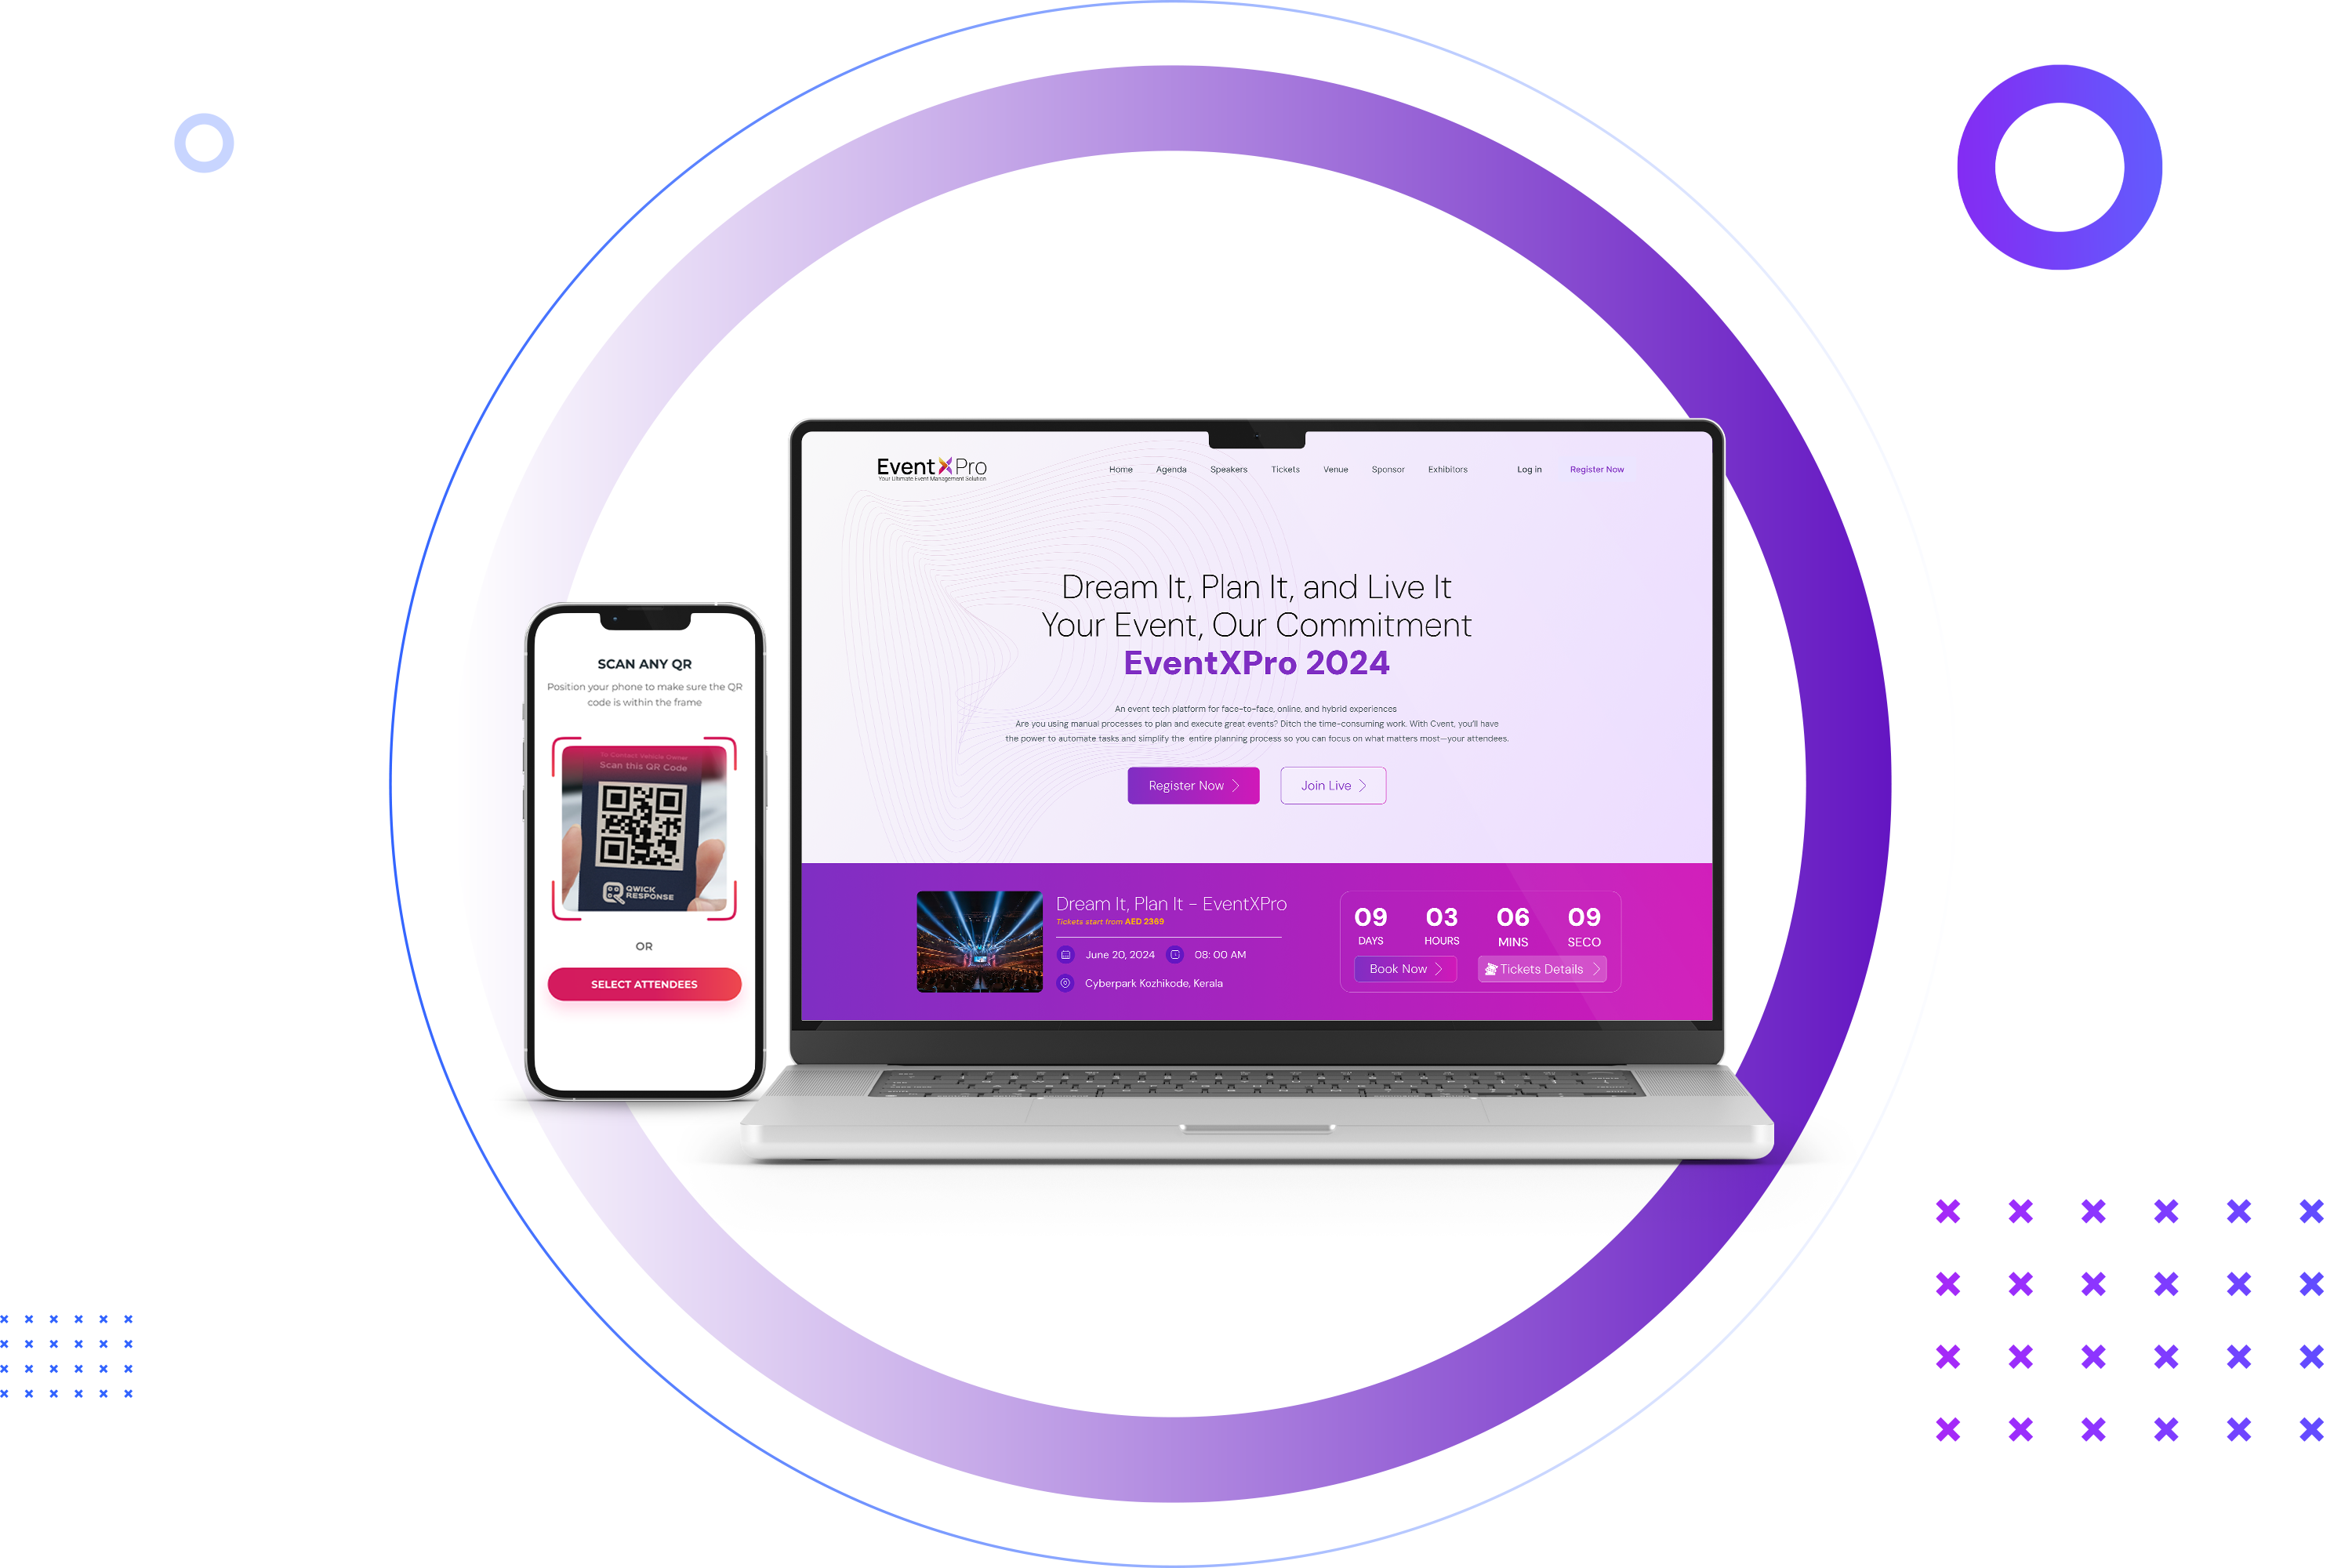 SCAN ANY QR
Position your phone to make sure the QR
code is within the frame
To Contact Vehicle Owner
Scan this QR Code
QWICK
RESPONSE
OR
SELECT ATTENDEES
EventXPro
Your Ultimate Event Management Solution
Home Agenda Speakers Tickets Venue Sponsor Exhibitors Log in Register Now
Dream It, Plan It, and Live It
Your Event, Our Commitment
EventXPro 2024
An event tech platform for face-to-face, online, and hybrid experiences
Are you using manual processes to plan and execute great events? Ditch the time-consuming work. With Cvent, you'll have
the power to automate tasks and simplify the entire planning process so you can focus on what matters most—your attendees.
Register Now Join Live
Dream It, Plan It - EventXPro
Tickets start from AED 2369
June 20, 2024 08: 00 AM
Cyberpark Kozhikode, Kerala
09 03 06 09
DAYS HOURS MINS SECO
Book Now Tickets Details